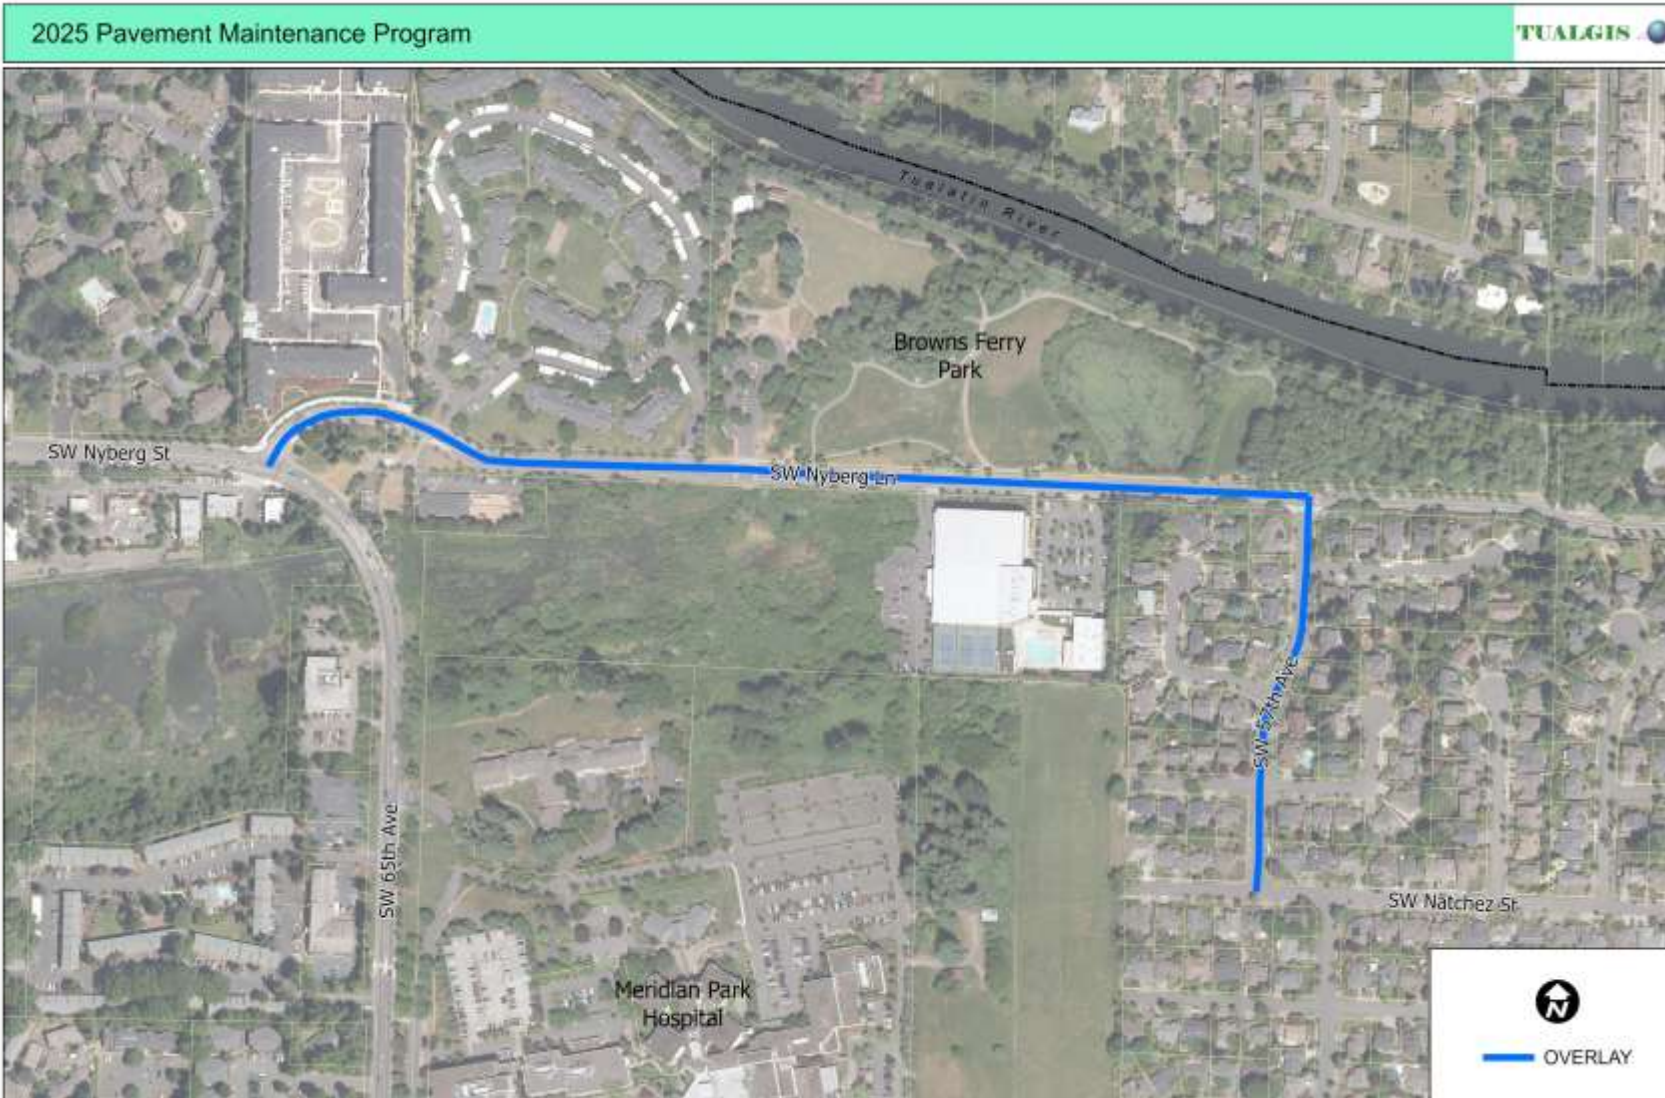 2025 Pavement Maintenance Program
TUALGIS
Tualatin River
Browns Ferry
Park
SW Nyberg St
SW Nyberg Ln
SW 57th Ave
SW 65th Ave
SW Natchez St
Meridian Park
Hospital
N
OVERLAY